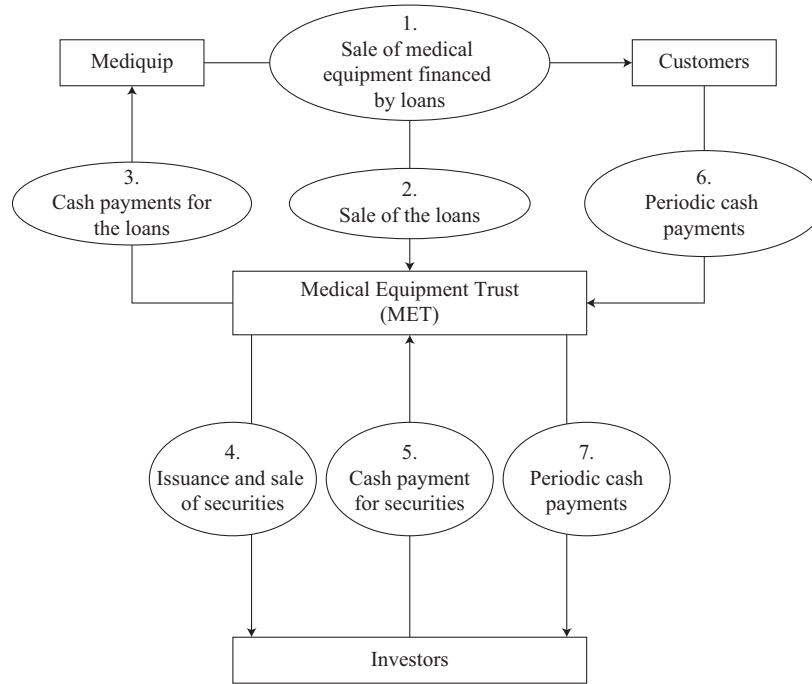 1.
Sale of medical
equipment financed
by loans
Mediquip
Customers
3.
Cash payments for
the loans
2.
Sale of the loans
6.
Periodic cash
payments
Medical Equipment Trust
(MET)
4.
Issuance and sale
of securities
5.
Cash payment
for securities
7.
Periodic cash
payments
Investors